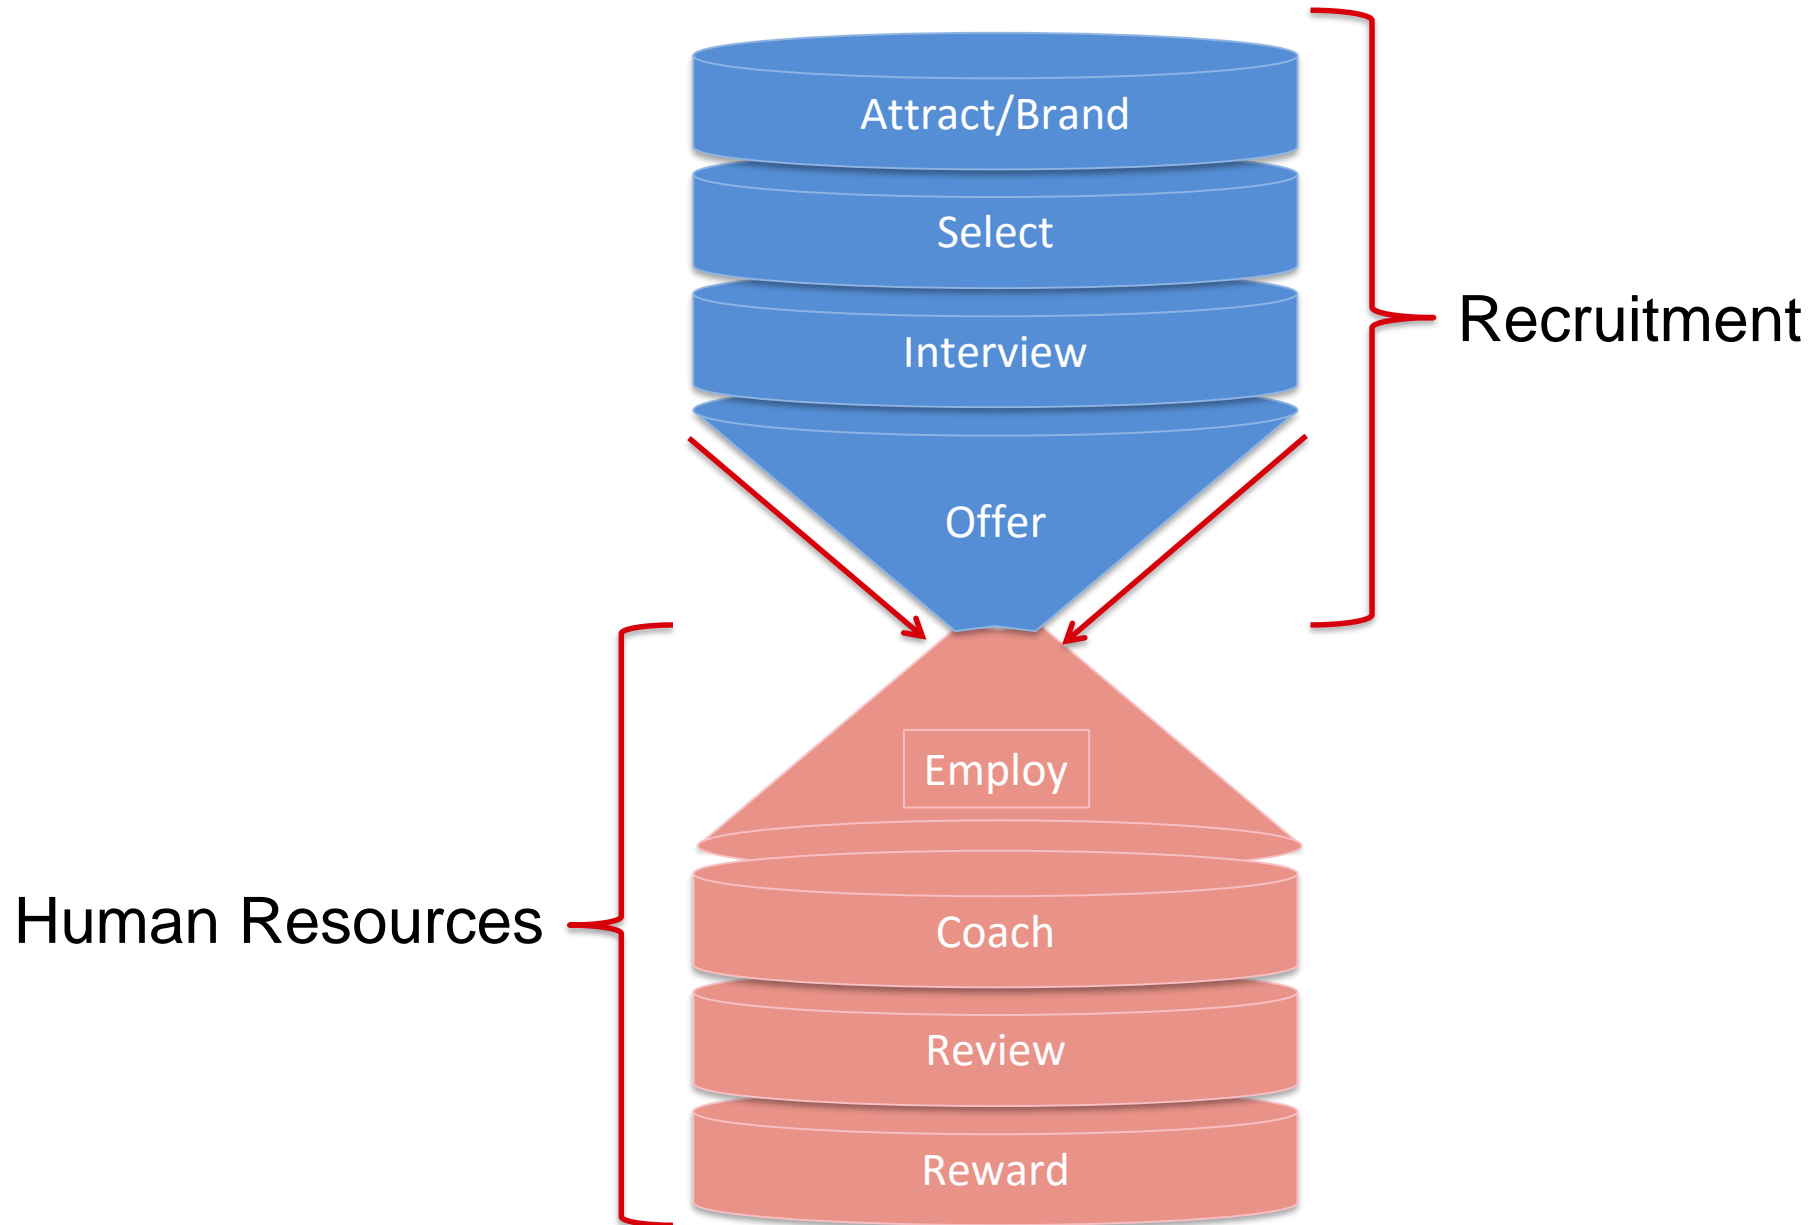 Attract/Brand
Select
Interview
Recruitment
Offer
Employ
Human Resources
Coach
Review
Reward